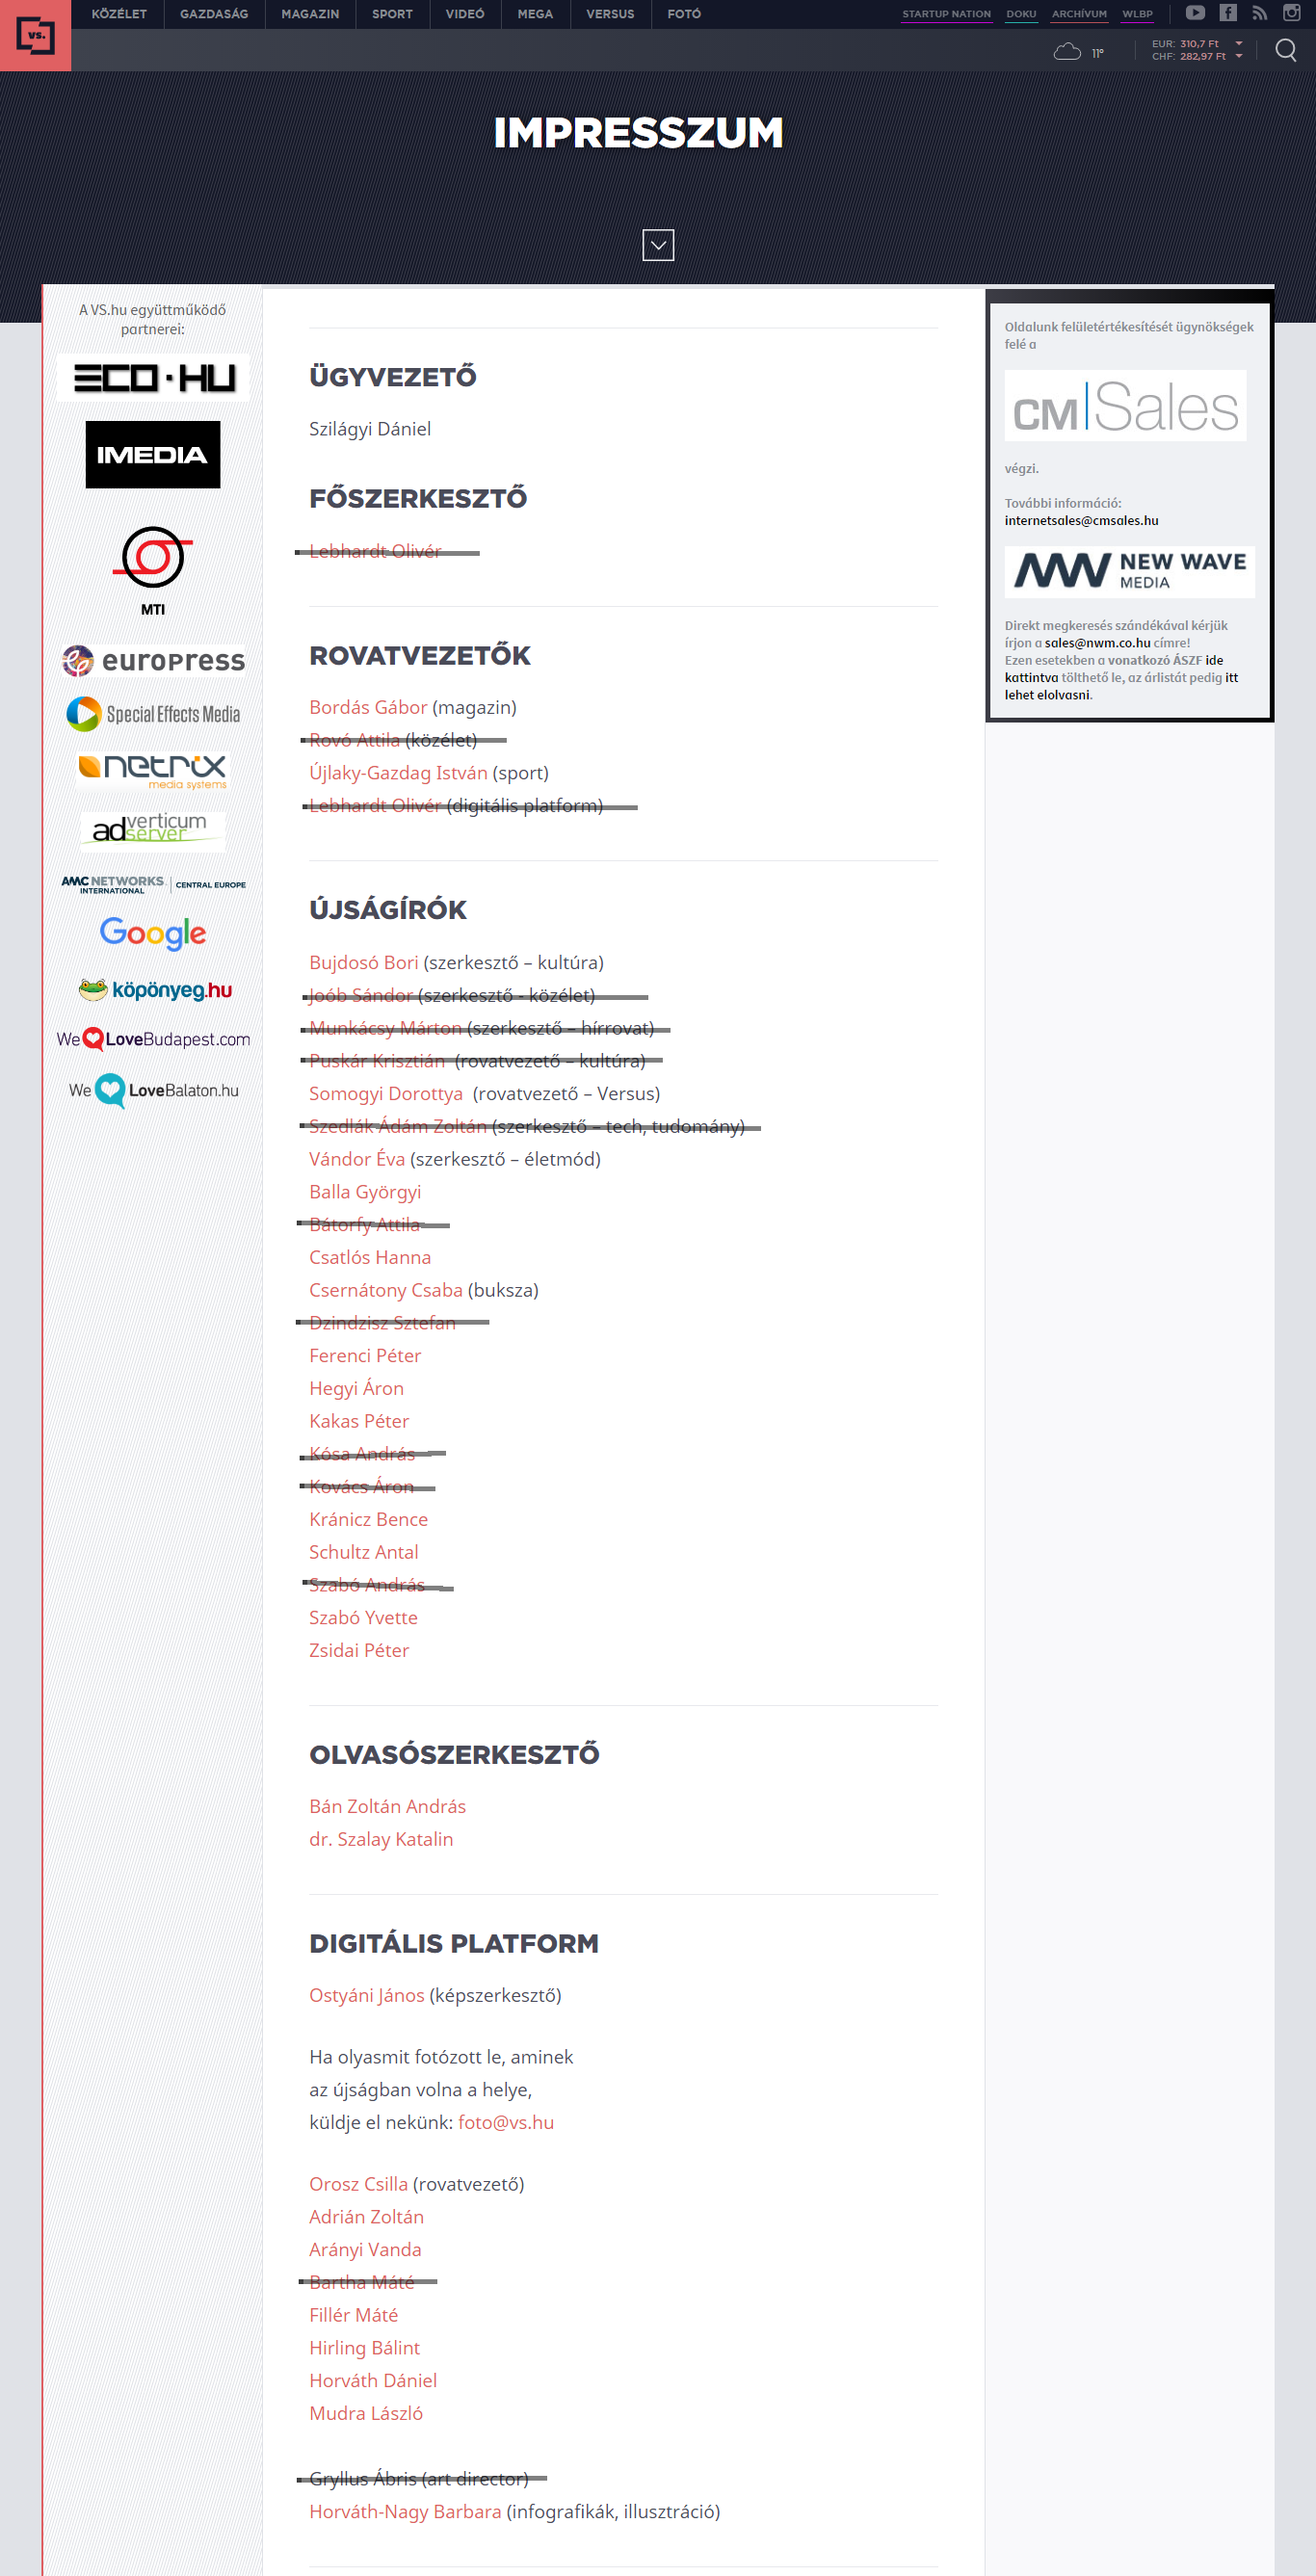 VS.
KÖZÉLET
GAZDASÁG
MAGAZIN
SPORT
VIDEÓ
MEGA
VERSUS
FOTÓ
STARTUP NATION
DOKU
ARCHÍVUM
WLBP
11°
EUR: 310,7 Ft
CHF: 282,97 Ft
IMPRESSZUM
A VS.hu együttműködő
partnerei:
ECO·HU
IMEDIA
MTI
europress
Special Effects Media
netrix
media systems
adverticum
adserver
AMC NETWORKS INTERNATIONAL | CENTRAL EUROPE
Google
köpönyeg.hu
We LoveBudapest.com
We LoveBalaton.hu
ÜGYVEZETŐ
Szilágyi Dániel
FŐSZERKESZTŐ
Lebhardt Olivér
ROVATVEZETŐK
Bordás Gábor (magazin)
Rovó Attila (közélet)
Újlaky-Gazdag István (sport)
Lebhardt Olivér (digitális platform)
ÚJSÁGÍRÓK
Bujdosó Bori (szerkesztő – kultúra)
Joób Sándor (szerkesztő - közélet)
Munkácsy Márton (szerkesztő – hírrovat)
Puskár Krisztián (rovatvezető – kultúra)
Somogyi Dorottya (rovatvezető – Versus)
Szedlák Ádám Zoltán (szerkesztő – tech, tudomány)
Vándor Éva (szerkesztő – életmód)
Balla Györgyi
Bátorfy Attila
Csatlós Hanna
Csernátony Csaba (buksza)
Dzindzisz Sztefan
Ferenci Péter
Hegyi Áron
Kakas Péter
Kósa András
Kovács Áron
Kránicz Bence
Schultz Antal
Szabó András
Szabó Yvette
Zsidai Péter
OLVASÓSZERKESZTŐ
Bán Zoltán András
dr. Szalay Katalin
DIGITÁLIS PLATFORM
Ostyáni János (képszerkesztő)
Ha olyasmit fotózott le, aminek
az újságban volna a helye,
küldje el nekünk: foto@vs.hu
Orosz Csilla (rovatvezető)
Adrián Zoltán
Arányi Vanda
Bartha Máté
Fillér Máté
Hirling Bálint
Horváth Dániel
Mudra László
Gryllus Ábris (art director)
Horváth-Nagy Barbara (infografikák, illusztráció)
Oldalunk felületértékesítését ügynökségek
felé a
CM|Sales
végzi.
További információ:
internetsales@cmsales.hu
NEW WAVE
MEDIA
Direkt megkeresés szándékával kérjük
írjon a sales@nwm.co.hu címre!
Ezen esetekben a vonatkozó ÁSZF ide
kattintva tölthető le, az árlistát pedig itt
lehet elolvasni.